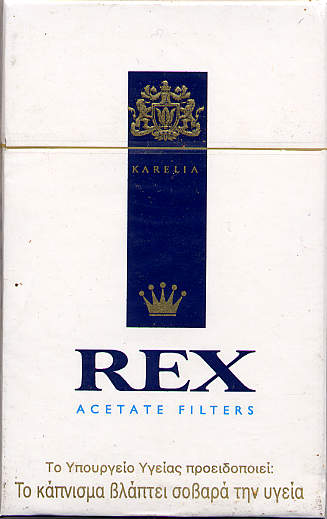 KARELIA
REX
ACETATE FILTERS
Το Υπουργείο Υγείας προειδοποιεί:
Το κάπνισμα βλάπτει σοβαρά την υγεία